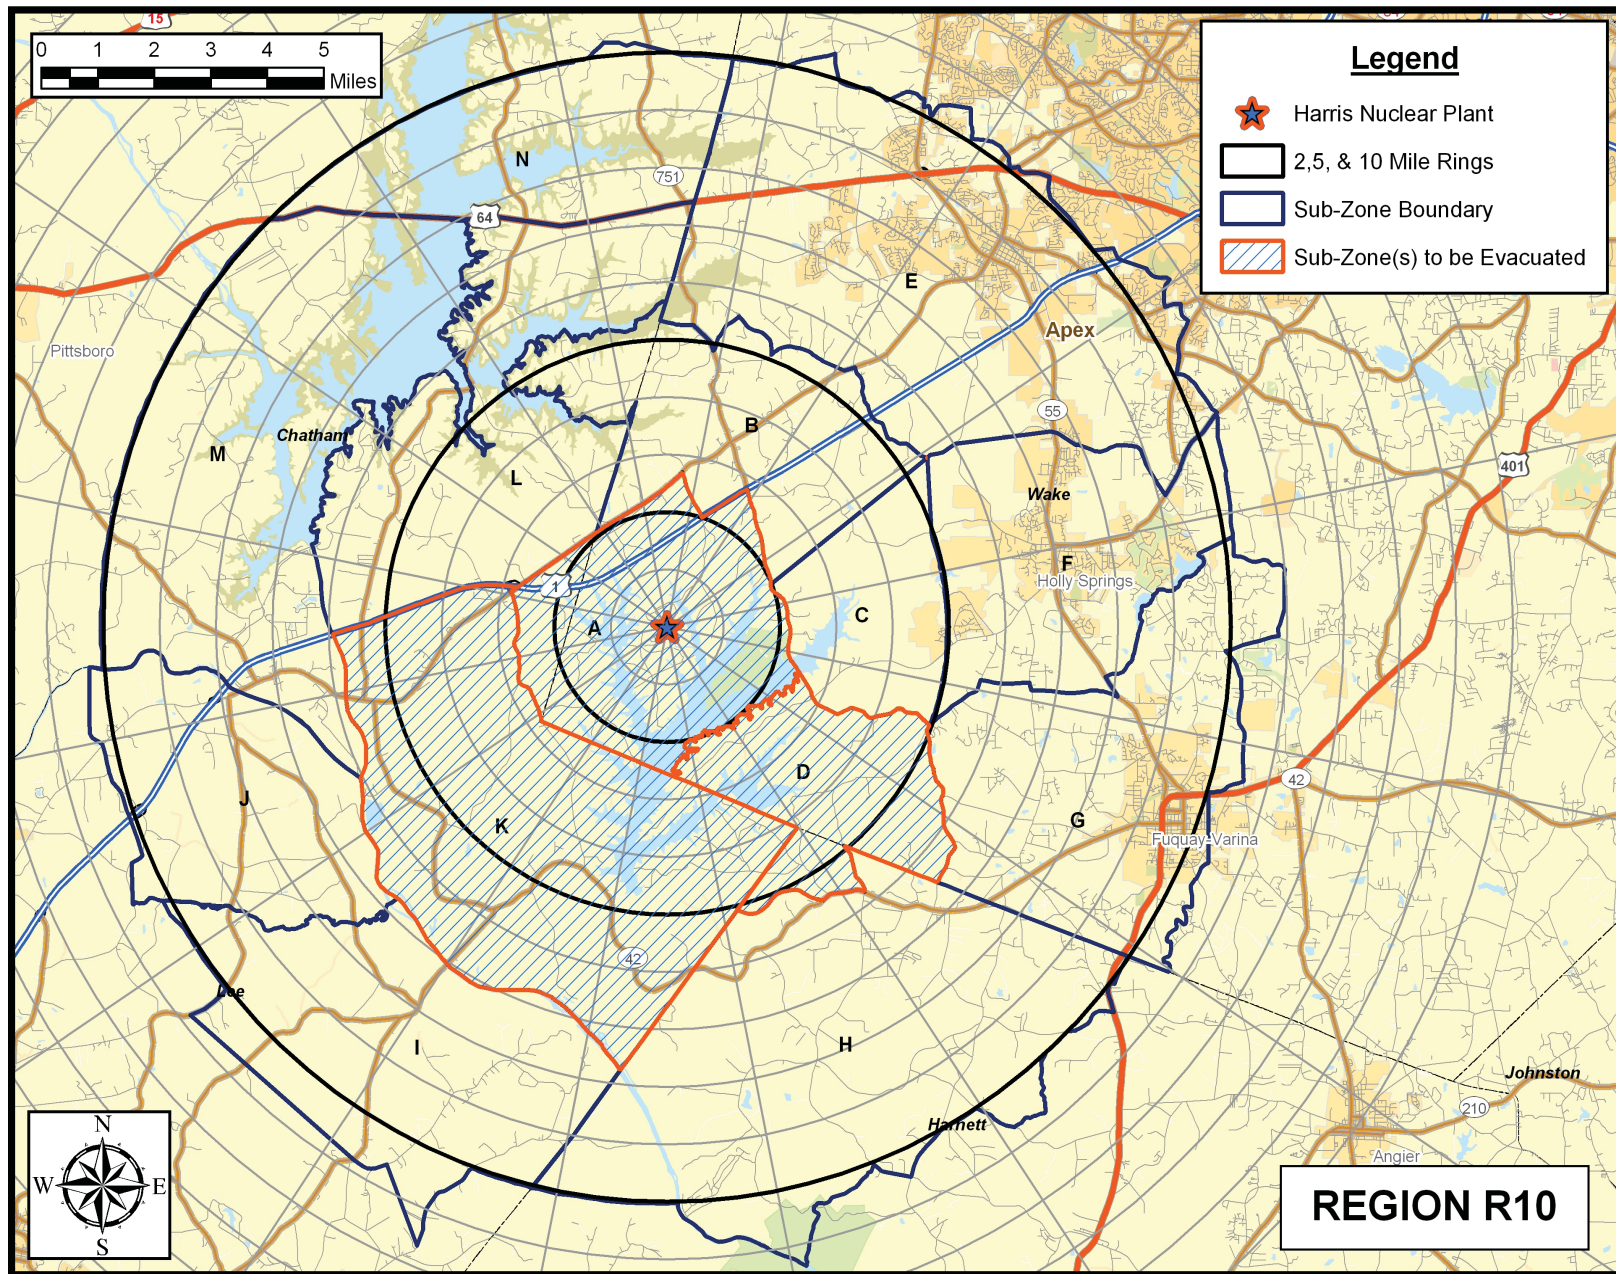 15
0 1 2 3 4 5
Miles
Legend
Harris Nuclear Plant
2,5, & 10 Mile Rings
Sub-Zone Boundary
Sub-Zone(s) to be Evacuated
N
751
64
E
Apex
Pittsboro
55
B
Chatham
M
L
401
Wake
F
Holly Springs
1
A
C
D
42
J
K
G
Fuquay-Varina
42
Lee
I
H
Johnston
210
Harnett
Angier
N
W E
S
REGION R10